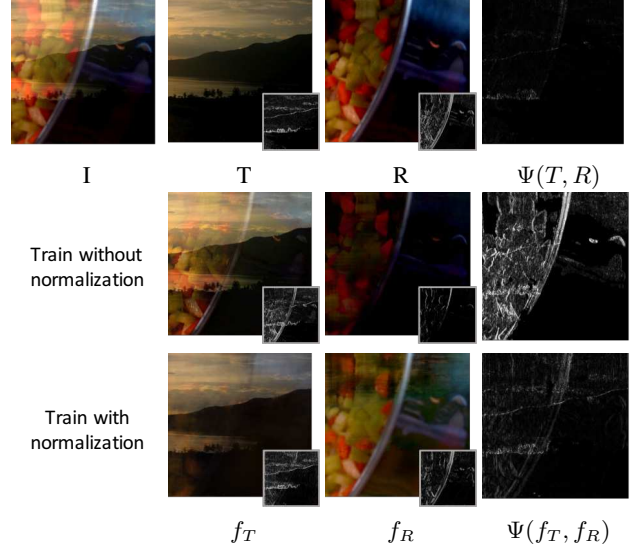 I T R Ψ(T, R)
Train without
normalization
Train with
normalization
f_T f_R Ψ(f_T, f_R)